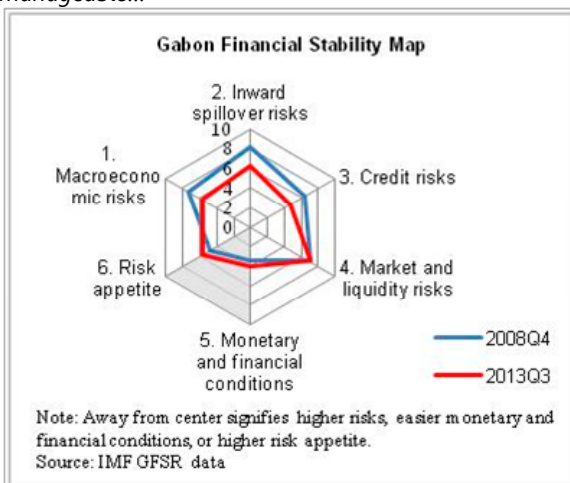 Gabon Financial Stability Map
2. Inward
spillover risks
10
8
6
4
2
0
1.
Macroecono
mic risks
3. Credit risks
6. Risk
appetite
4. Market and
liquidity risks
5. Monetary
and financial
conditions
2008Q4
2013Q3
Note: Away from center signifies higher risks, easier monetary and
financial conditions, or higher risk appetite.
Source: IMF GFSR data